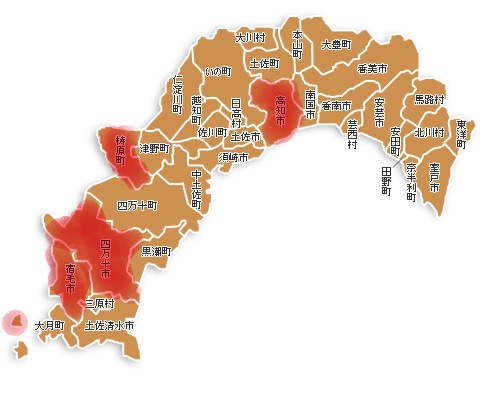 大川村
本山町
大豊町
土佐町
いの町
香美市
仁淀川町
越知町
日高村
高知市
南国市
香南市
安芸市
馬路村
芸西村
安田町
北川村
東洋町
佐川町
土佐市
梼原町
津野町
須崎市
中土佐町
田野町
奈半利町
室戸市
四万十町
四万十市
黒潮町
宿毛市
三原村
大月町
土佐清水市